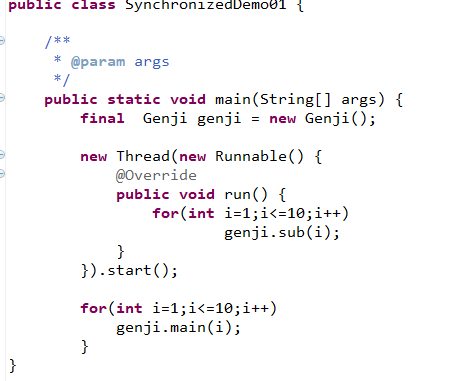 public class SynchronizedDemo01 {
/**
* @param args
*/
public static void main(String[] args) {
final  Genji genji = new Genji();
new Thread(new Runnable() {
@Override
public void run() {
for(int i=1;i<=10;i++)
genji.sub(i);
}
}).start();
for(int i=1;i<=10;i++)
genji.main(i);
}
}